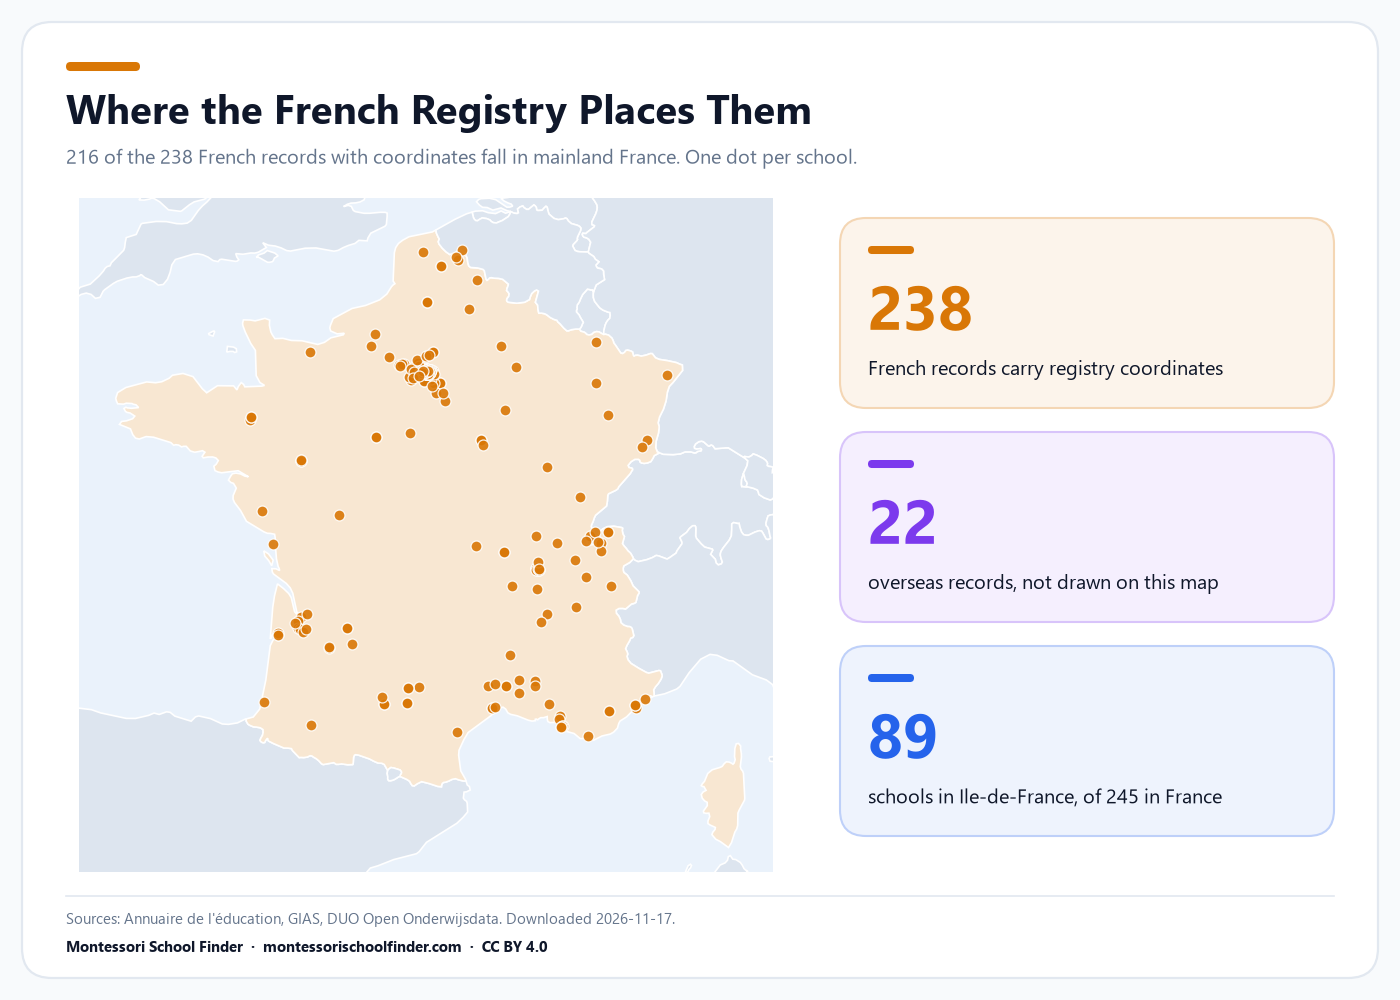 Where the French Registry Places Them
216 of the 238 French records with coordinates fall in mainland France. One dot per school.
238
French records carry registry coordinates
22
overseas records, not drawn on this map
89
schools in Ile-de-France, of 245 in France
Sources: Annuaire de l'éducation, GIAS, DUO Open Onderwijsdata. Downloaded 2026-11-17.
Montessori School Finder · montessorischoolfinder.com · CC BY 4.0